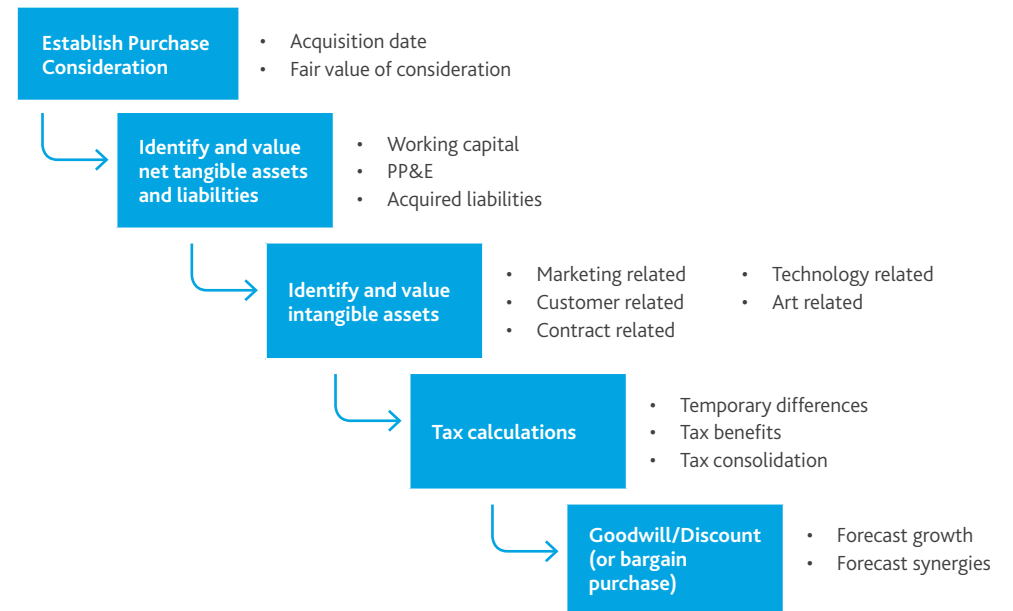 Establish Purchase
Consideration
• Acquisition date
• Fair value of consideration
Identify and value
net tangible assets
and liabilities
• Working capital
• PP&E
• Acquired liabilities
Identify and value
intangible assets
• Marketing related
• Customer related
• Contract related
• Technology related
• Art related
Tax calculations
• Temporary differences
• Tax benefits
• Tax consolidation
Goodwill/Discount
(or bargain
purchase)
• Forecast growth
• Forecast synergies